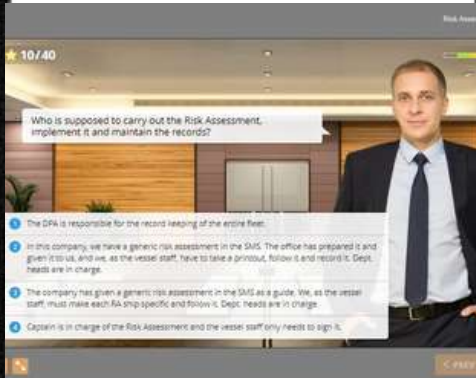 Risk Asse
10/40
Who is supposed to carry out the Risk Assessment,
implement it and maintain the records?
1 The DPA is responsible for the record keeping of the entire fleet.
2 In this company, we have a generic risk assessment in the SMS. The office has prepared it and
given it to us, and we, as the vessel staff, have to take a printout, follow it and record it. Dept.
heads are in charge.
3 The company has given a generic risk assessment in the SMS as a guide. We, as the vessel
staff, must make each RA ship specific and follow it. Dept. heads are in charge
4 Captain is in charge of the Risk Assessment and the vessel staff only needs to sign it.
< PREV